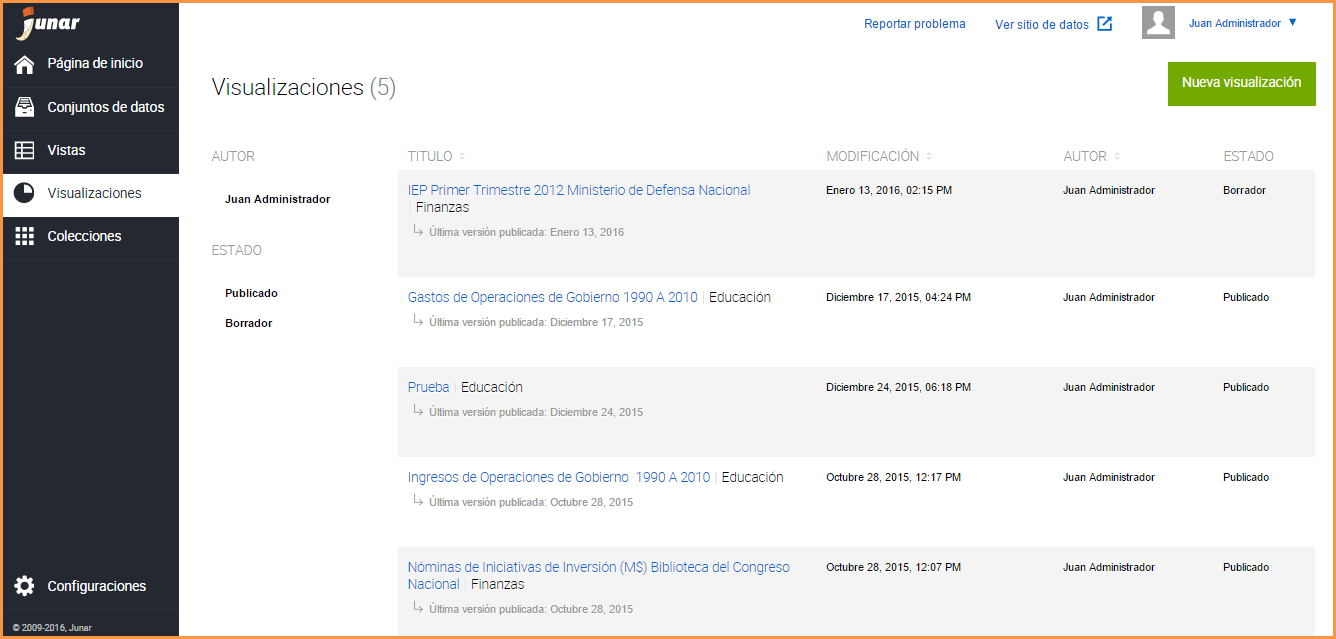 junar
Reportar problema
Ver sitio de datos
Juan Administrador
Página de inicio
Conjuntos de datos
Vistas
Visualizaciones
Colecciones
Configuraciones
© 2009-2016, Junar
Visualizaciones (5)
Nueva visualización
AUTOR
Juan Administrador
ESTADO
Publicado
Borrador
TITULO MODIFICACIÓN AUTOR ESTADO
IEP Primer Trimestre 2012 Ministerio de Defensa Nacional Enero 13, 2016, 02:15 PM Juan Administrador Borrador
| Finanzas
Última versión publicada: Enero 13, 2016
Gastos de Operaciones de Gobierno 1990 A 2010 | Educación Diciembre 17, 2015, 04:24 PM Juan Administrador Publicado
Última versión publicada: Diciembre 17, 2015
Prueba | Educación Diciembre 24, 2015, 06:18 PM Juan Administrador Publicado
Última versión publicada: Diciembre 24, 2015
Ingresos de Operaciones de Gobierno 1990 A 2010 | Educación Octubre 28, 2015, 12:17 PM Juan Administrador Publicado
Última versión publicada: Octubre 28, 2015
Nóminas de Iniciativas de Inversión (M$) Biblioteca del Congreso Octubre 28, 2015, 12:07 PM Juan Administrador Publicado
Nacional | Finanzas
Última versión publicada: Octubre 28, 2015